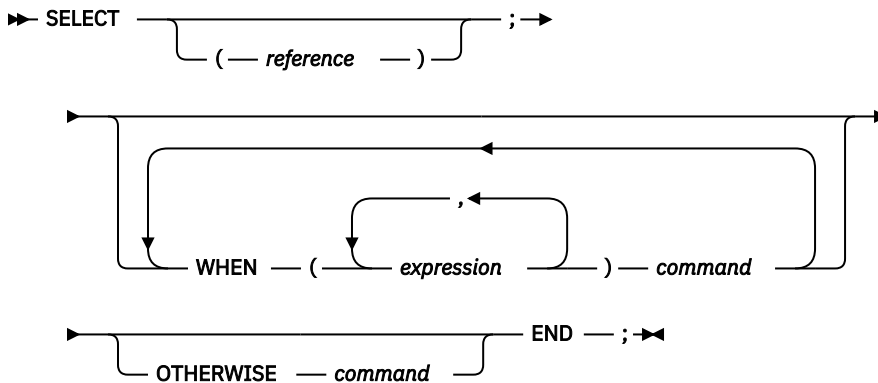 SELECT ;
( reference )
,
WHEN ( expression ) command
END ;
OTHERWISE command